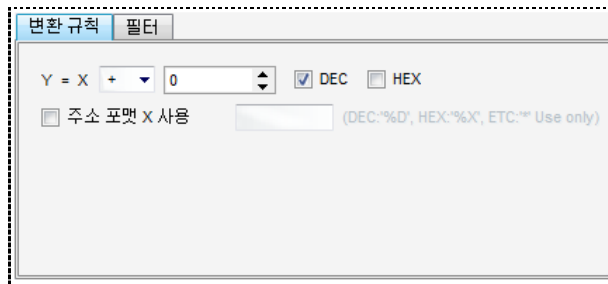 변환 규칙 필터
Y = X + 0 DEC HEX
주소 포맷 X 사용 (DEC:'%D', HEX:'%X', ETC:'*' Use only)